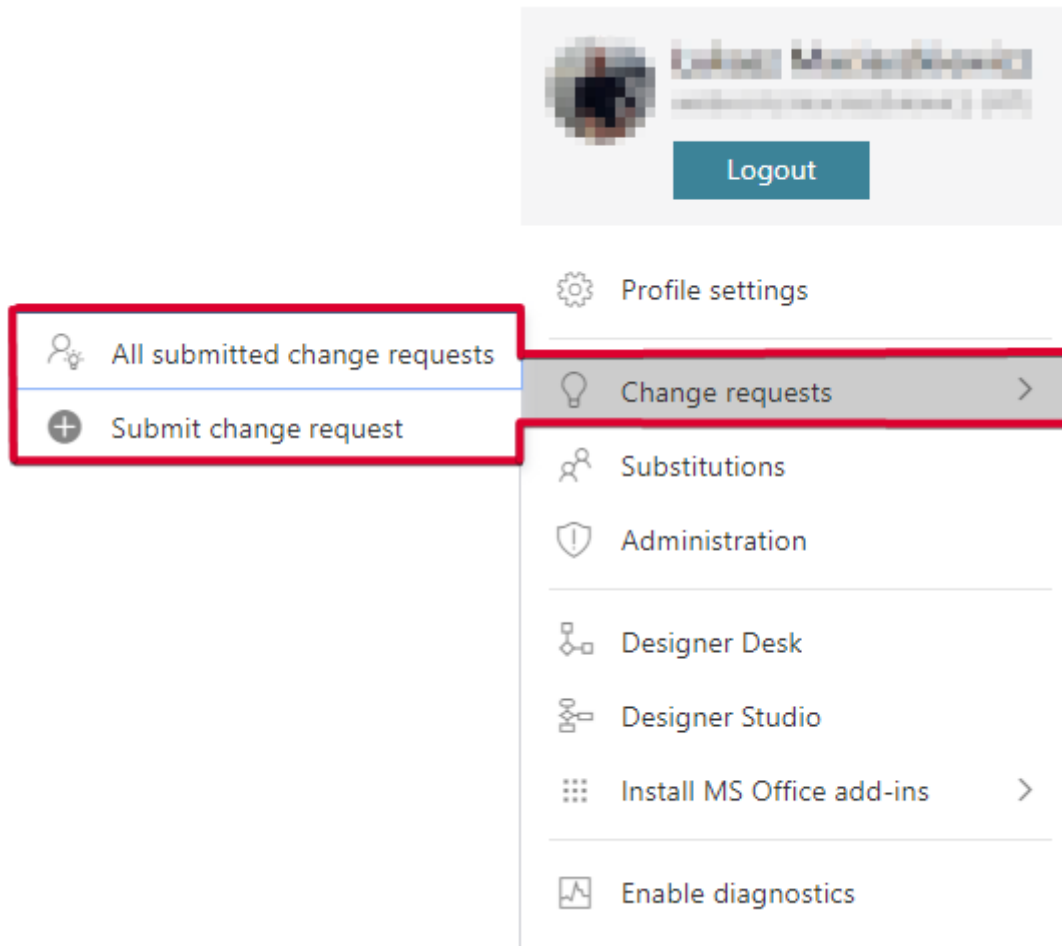 Logout
Profile settings
All submitted change requests
Submit change request
Change requests
Substitutions
Administration
Designer Desk
Designer Studio
Install MS Office add-ins
Enable diagnostics